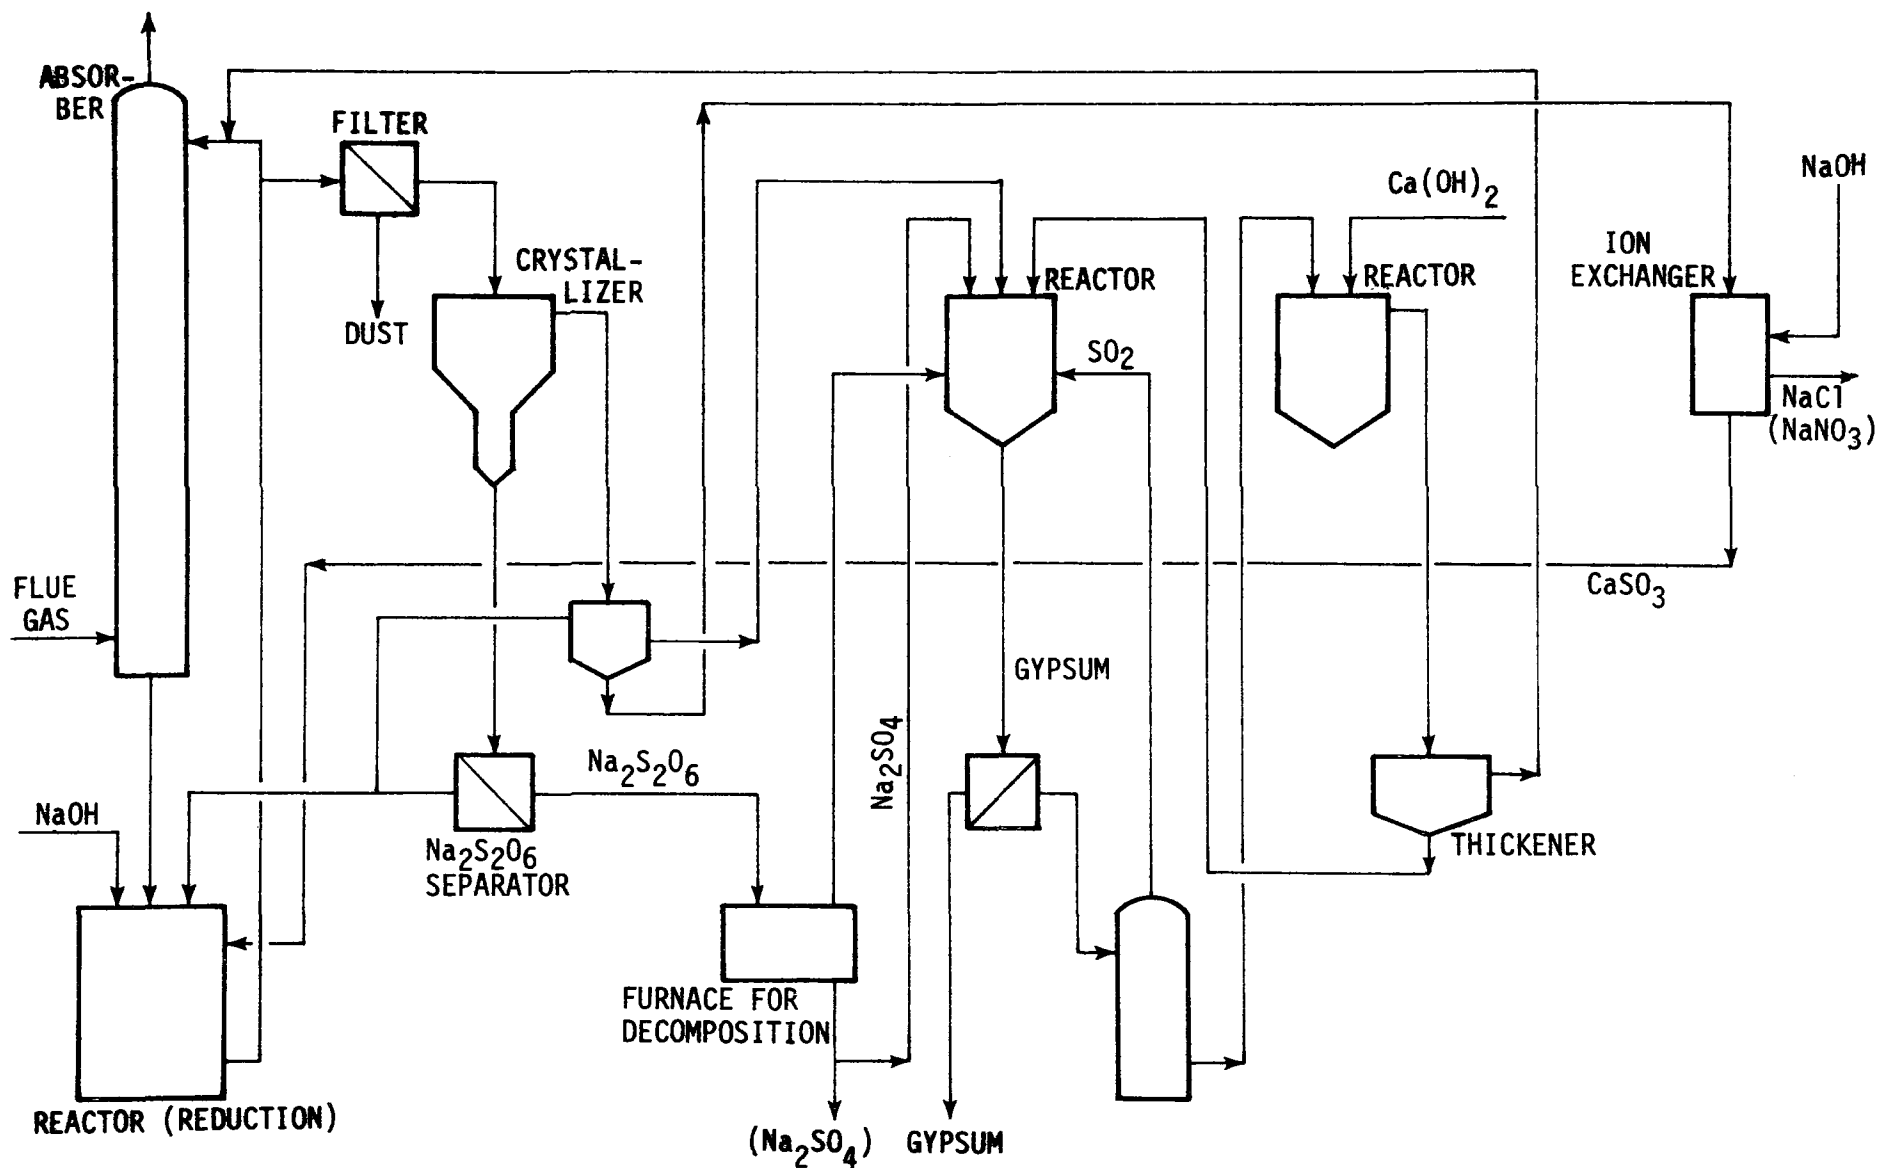 ABSOR-
BER
FILTER
DUST
CRYSTAL-
LIZER
REACTOR
SO2
Ca(OH)2
REACTOR
ION
EXCHANGER
NaOH
NaCl
(NaNO3)
CaSO3
FLUE
GAS
GYPSUM
Na2SO4
Na2S2O6
NaOH
Na2S2O6
SEPARATOR
THICKENER
FURNACE FOR
DECOMPOSITION
REACTOR (REDUCTION)
(Na2SO4)
GYPSUM